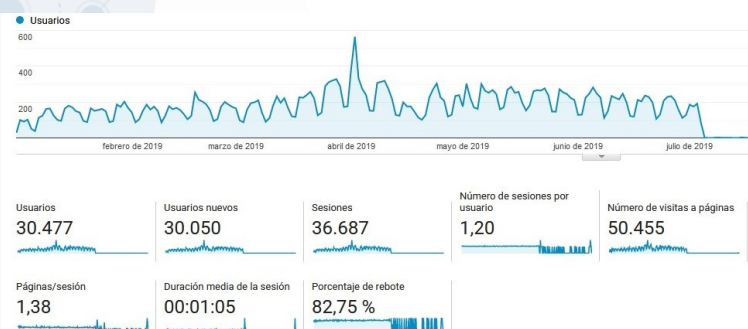 Usuarios
600
400
200
febrero de 2019 marzo de 2019 abril de 2019 mayo de 2019 junio de 2019 julio de 2019
Usuarios
30.477
Usuarios nuevos
30.050
Sesiones
36.687
Número de sesiones por
usuario
1,20
Número de visitas a páginas
50.455
Páginas/sesión
1,38
Duración media de la sesión
00:01:05
Porcentaje de rebote
82,75 %